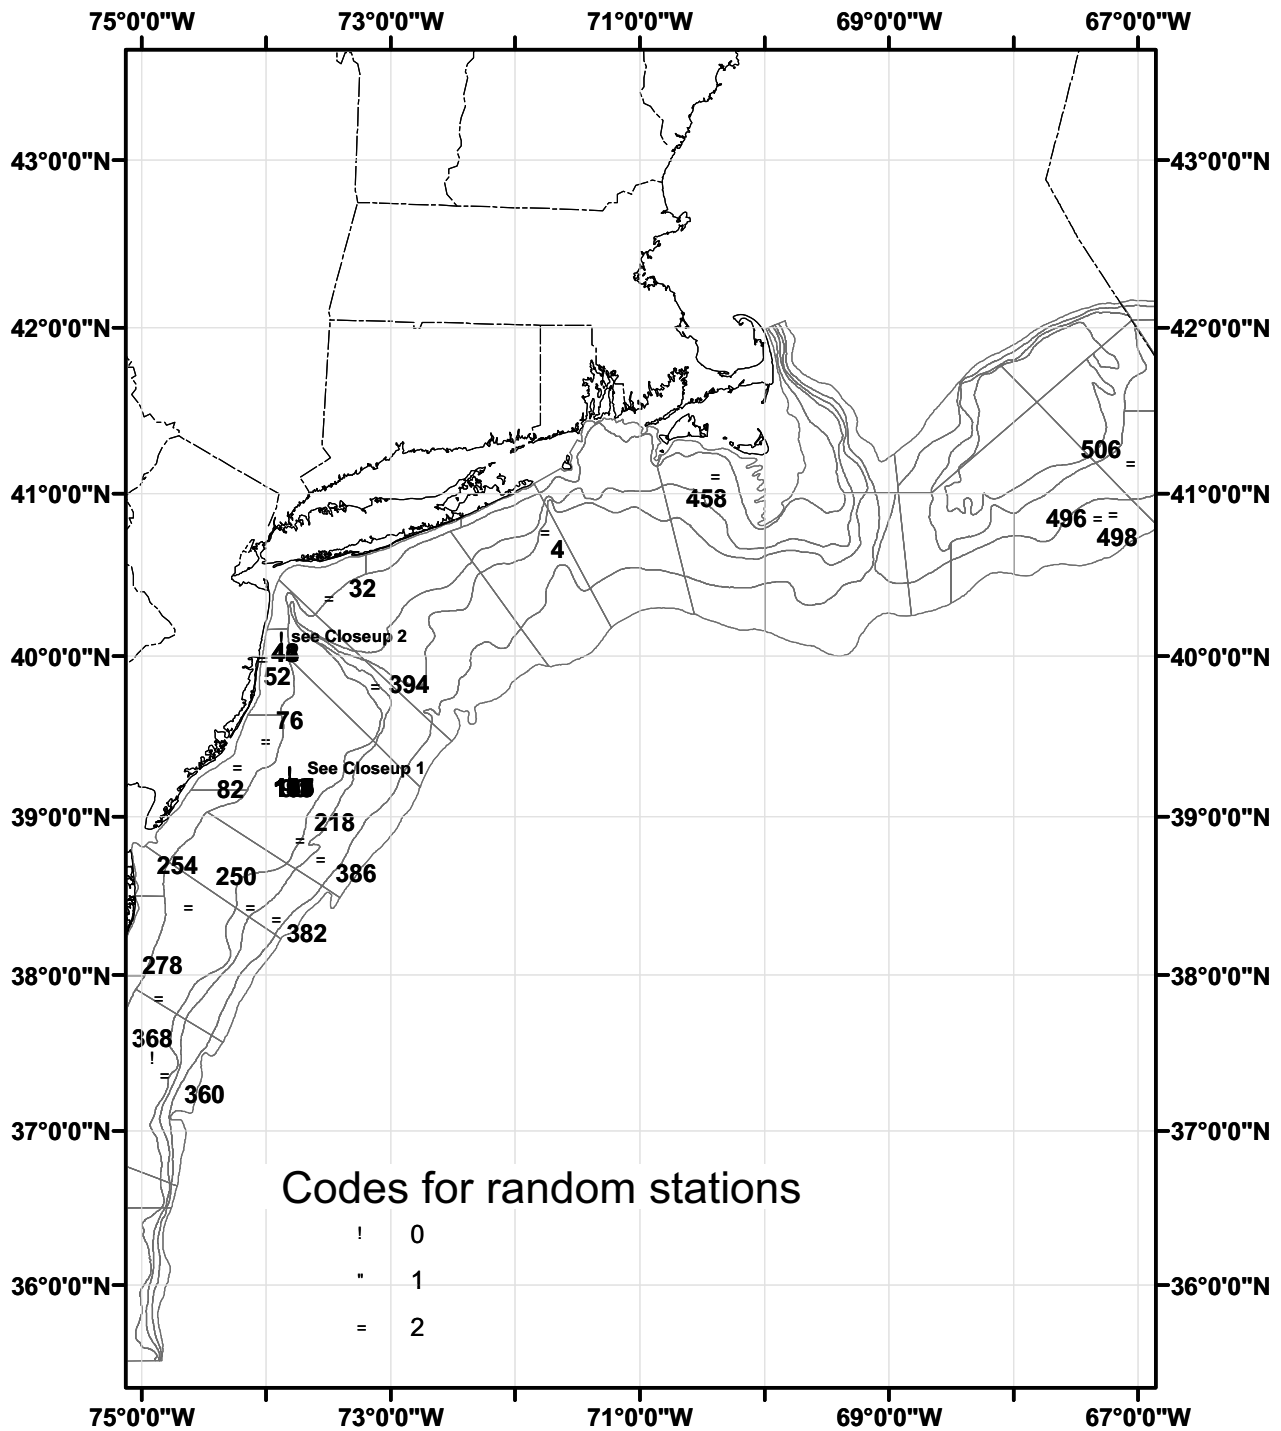 75°0'0"W 73°0'0"W 71°0'0"W 69°0'0"W 67°0'0"W
43°0'0"N 43°0'0"N
42°0'0"N 42°0'0"N
506
41°0'0"N 458 41°0'0"N
496 = 498
4
32
see Closeup 2
40°0'0"N 40°0'0"N
52
394
76
See Closeup 1
82
39°0'0"N 39°0'0"N
218
254 250 386
382
278
38°0'0"N 38°0'0"N
368
!
360
37°0'0"N 37°0'0"N
Codes for random stations
! 0
" 1
= 2
36°0'0"N 36°0'0"N
75°0'0"W 73°0'0"W 71°0'0"W 69°0'0"W 67°0'0"W